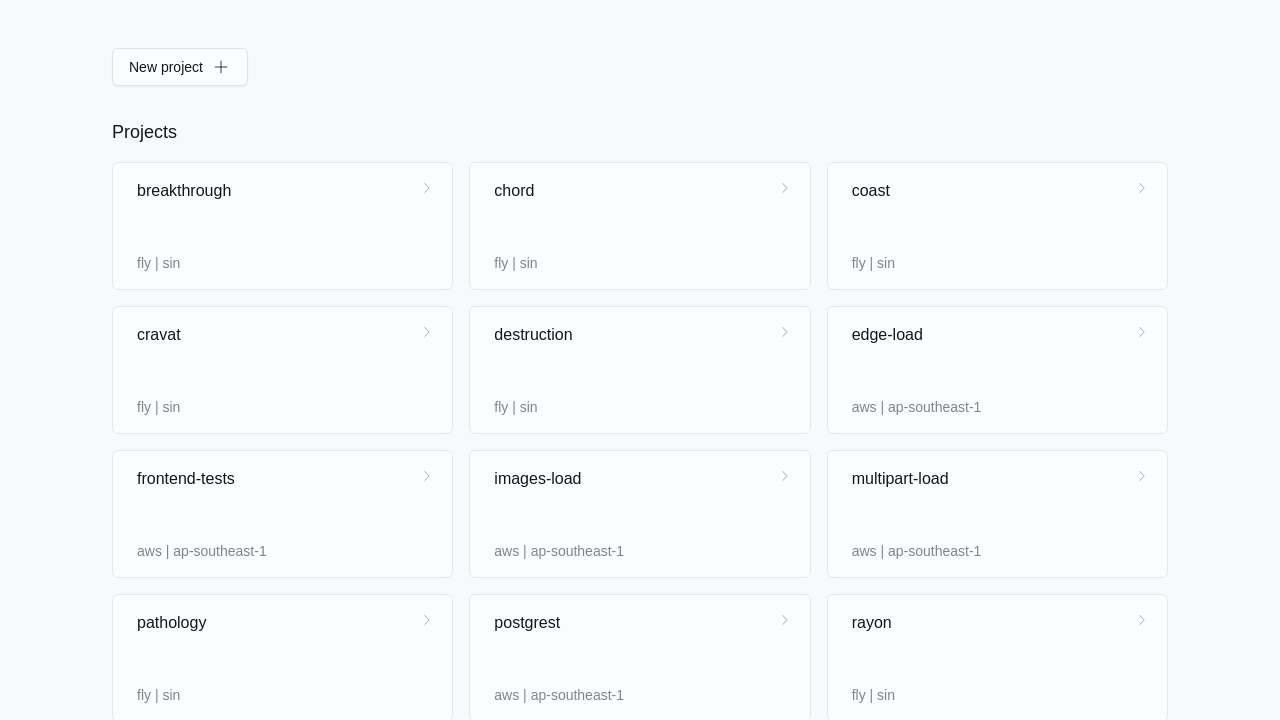 New project
Projects
breakthrough
fly | sin
chord
fly | sin
coast
fly | sin
cravat
fly | sin
destruction
fly | sin
edge-load
aws | ap-southeast-1
frontend-tests
aws | ap-southeast-1
images-load
aws | ap-southeast-1
multipart-load
aws | ap-southeast-1
pathology
fly | sin
postgrest
aws | ap-southeast-1
rayon
fly | sin